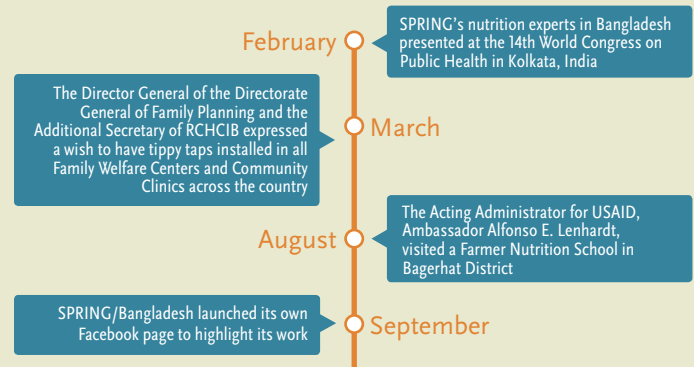 February
SPRING's nutrition experts in Bangladesh
presented at the 14th World Congress on
Public Health in Kolkata, India
The Director General of the Directorate
General of Family Planning and the
Additional Secretary of RCHCIB expressed
a wish to have tippy taps installed in all
Family Welfare Centers and Community
Clinics across the country
March
August
The Acting Administrator for USAID,
Ambassador Alfonso E. Lenhardt,
visited a Farmer Nutrition School in
Bagerhat District
SPRING/Bangladesh launched its own
Facebook page to highlight its work
September